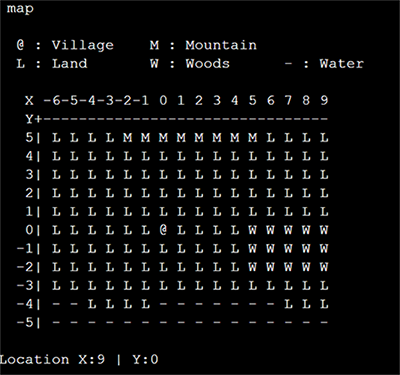 map
@ : Village M : Mountain
L : Land W : Woods - : Water
X -6-5-4-3-2-1 0 1 2 3 4 5 6 7 8 9
Y+--------------------------------
5| L L L L M M M M M M M M L L L L
4| L L L L L L L L L L L L L L L L
3| L L L L L L L L L L L L L L L L
2| L L L L L L L L L L L L L L L L
1| L L L L L L L L L L L L L L L L
0| L L L L L L @ L L L L W W W W W
-1| L L L L L L L L L L L W W W W W
-2| L L L L L L L L L L L W W W W W
-3| L L L L L L L L L L L L L L L L
-4| - - L L L L - - - - - - - L L L
-5| - - - - - - - - - - - - - - - -
Location X:9 | Y:0